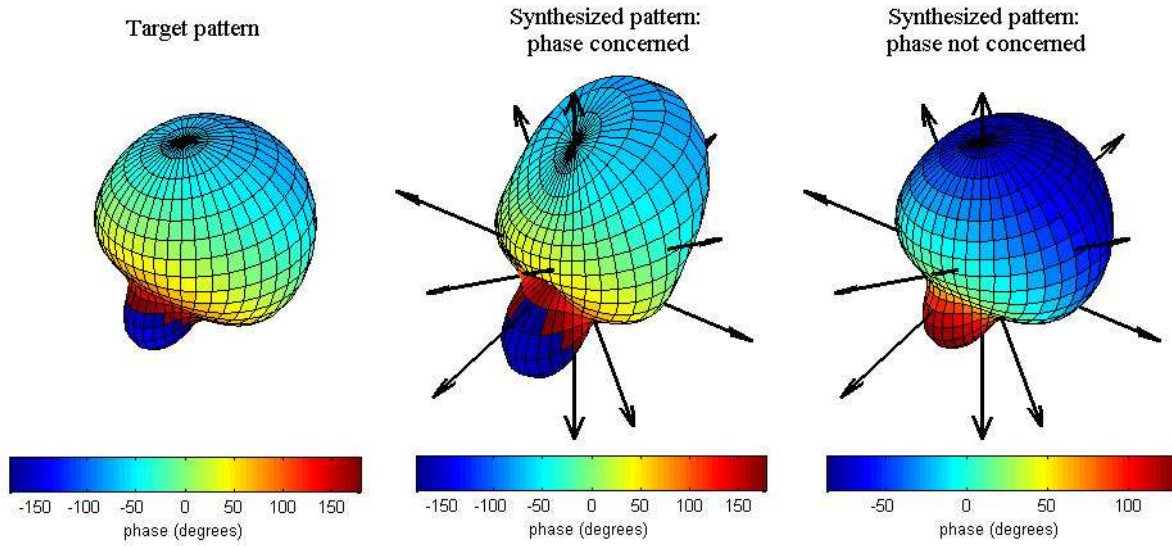 Target pattern
Synthesized pattern:
phase concerned
Synthesized pattern:
phase not concerned
-150 -100 -50 0 50 100 150
phase (degrees)
-150 -100 -50 0 50 100 150
phase (degrees)
-50 0 50 100
phase (degrees)